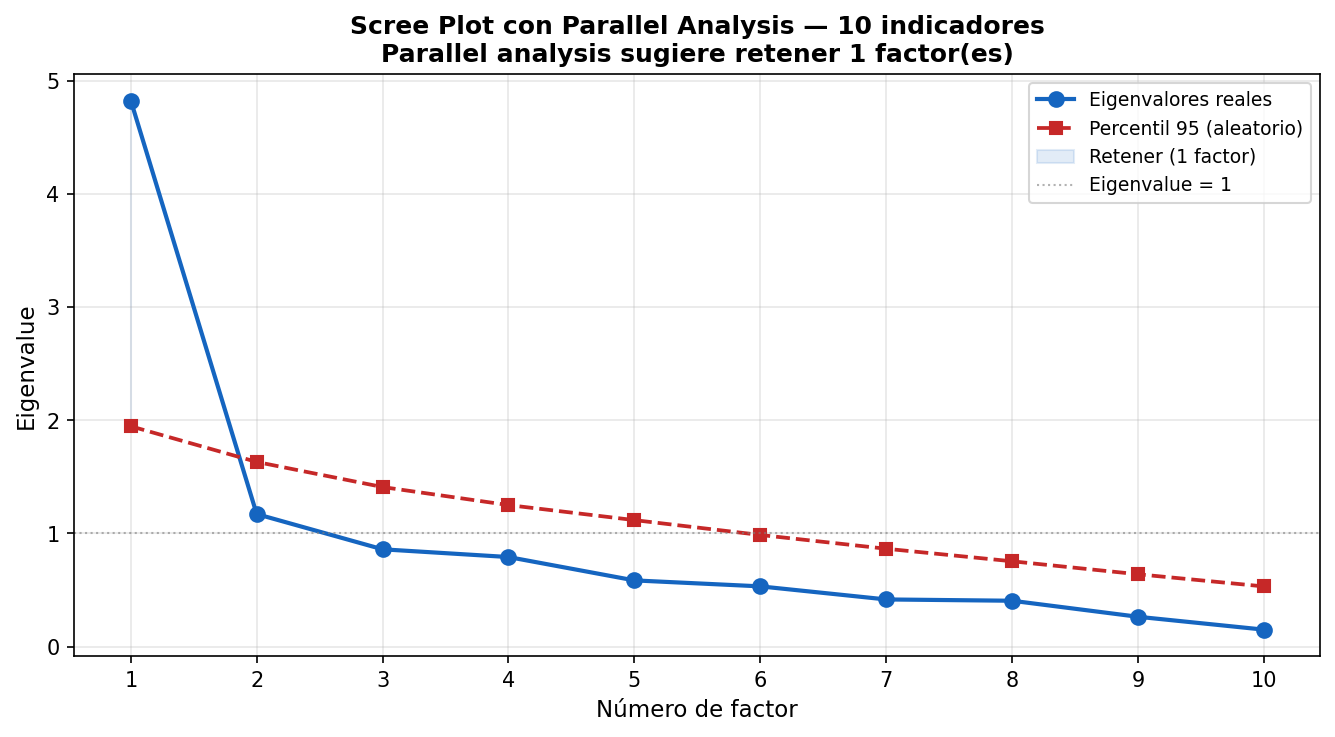 Scree Plot con Parallel Analysis — 10 indicadores
Parallel analysis sugiere retener 1 factor(es)
Eigenvalores reales
Percentil 95 (aleatorio)
Retener (1 factor)
Eigenvalue = 1
Eigenvalue
5
4
3
2
1
0
1 2 3 4 5 6 7 8 9 10
Número de factor